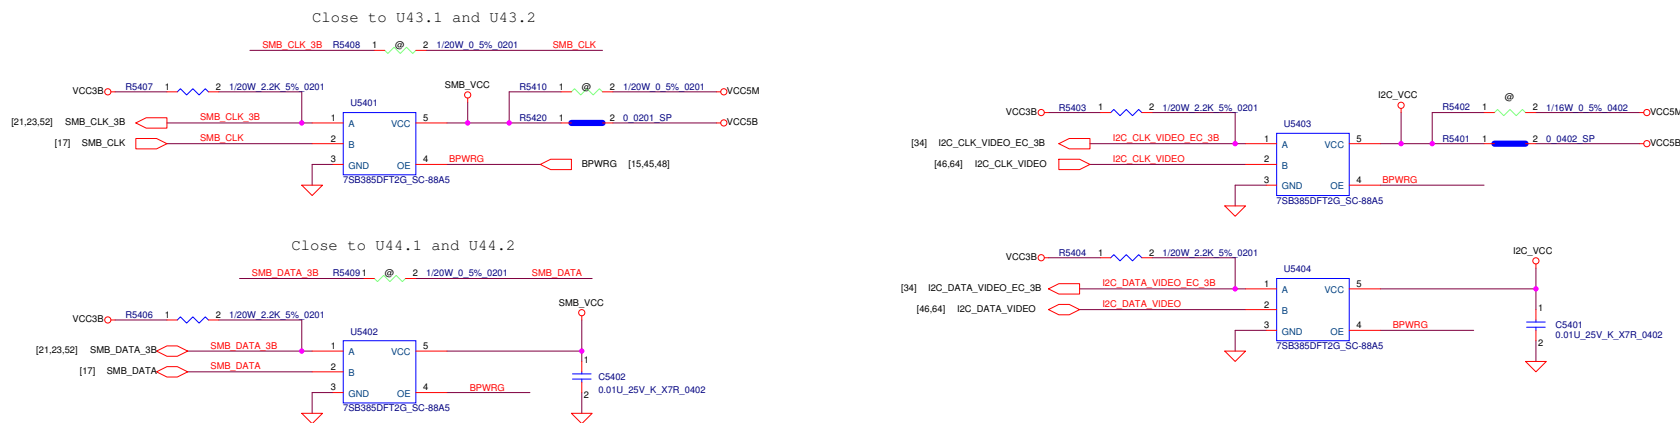 Close to U43.1 and U43.2
SMB_CLK_3B R5408 1 @ 2 1/20W_0_5%_0201 SMB_CLK
VCC3B R5407 1 2 1/20W_2.2K_5%_0201
SMB_VCC
R5410 1 @ 2 1/20W_0_5%_0201 VCC5M
U5401
[21,23,52] SMB_CLK_3B SMB_CLK_3B 1 A VCC 5
R5420 1 2 0_0201_SP VCC5B
[17] SMB_CLK SMB_CLK 2 B
3 GND OE 4 BPWRG BPWRG [15,45,48]
7SB385DFT2G_SC-88A5
Close to U44.1 and U44.2
SMB_DATA_3B R5409 1 @ 2 1/20W_0_5%_0201 SMB_DATA
SMB_VCC
VCC3B R5406 1 2 1/20W_2.2K_5%_0201
U5402
[21,23,52] SMB_DATA_3B SMB_DATA_3B 1 A VCC 5
[17] SMB_DATA SMB_DATA 2 B
1
C5402
0.01U_25V_K_X7R_0402
2
3 GND OE 4 BPWRG
7SB385DFT2G_SC-88A5
I2C_VCC
VCC3B R5403 1 2 1/20W_2.2K_5%_0201
R5402 1 @ 2 1/16W_0_5%_0402 VCC5M
U5403
[34] I2C_CLK_VIDEO_EC_3B I2C_CLK_VIDEO_EC_3B 1 A VCC 5
R5401 1 2 0_0402_SP VCC5B
[46,64] I2C_CLK_VIDEO I2C_CLK_VIDEO 2 B
3 GND OE 4 BPWRG
7SB385DFT2G_SC-88A5
I2C_VCC
VCC3B R5404 1 2 1/20W_2.2K_5%_0201
U5404
[34] I2C_DATA_VIDEO_EC_3B I2C_DATA_VIDEO_EC_3B 1 A VCC 5
[46,64] I2C_DATA_VIDEO I2C_DATA_VIDEO 2 B
1
C5401
0.01U_25V_K_X7R_0402
2
3 GND OE 4 BPWRG
7SB385DFT2G_SC-88A5